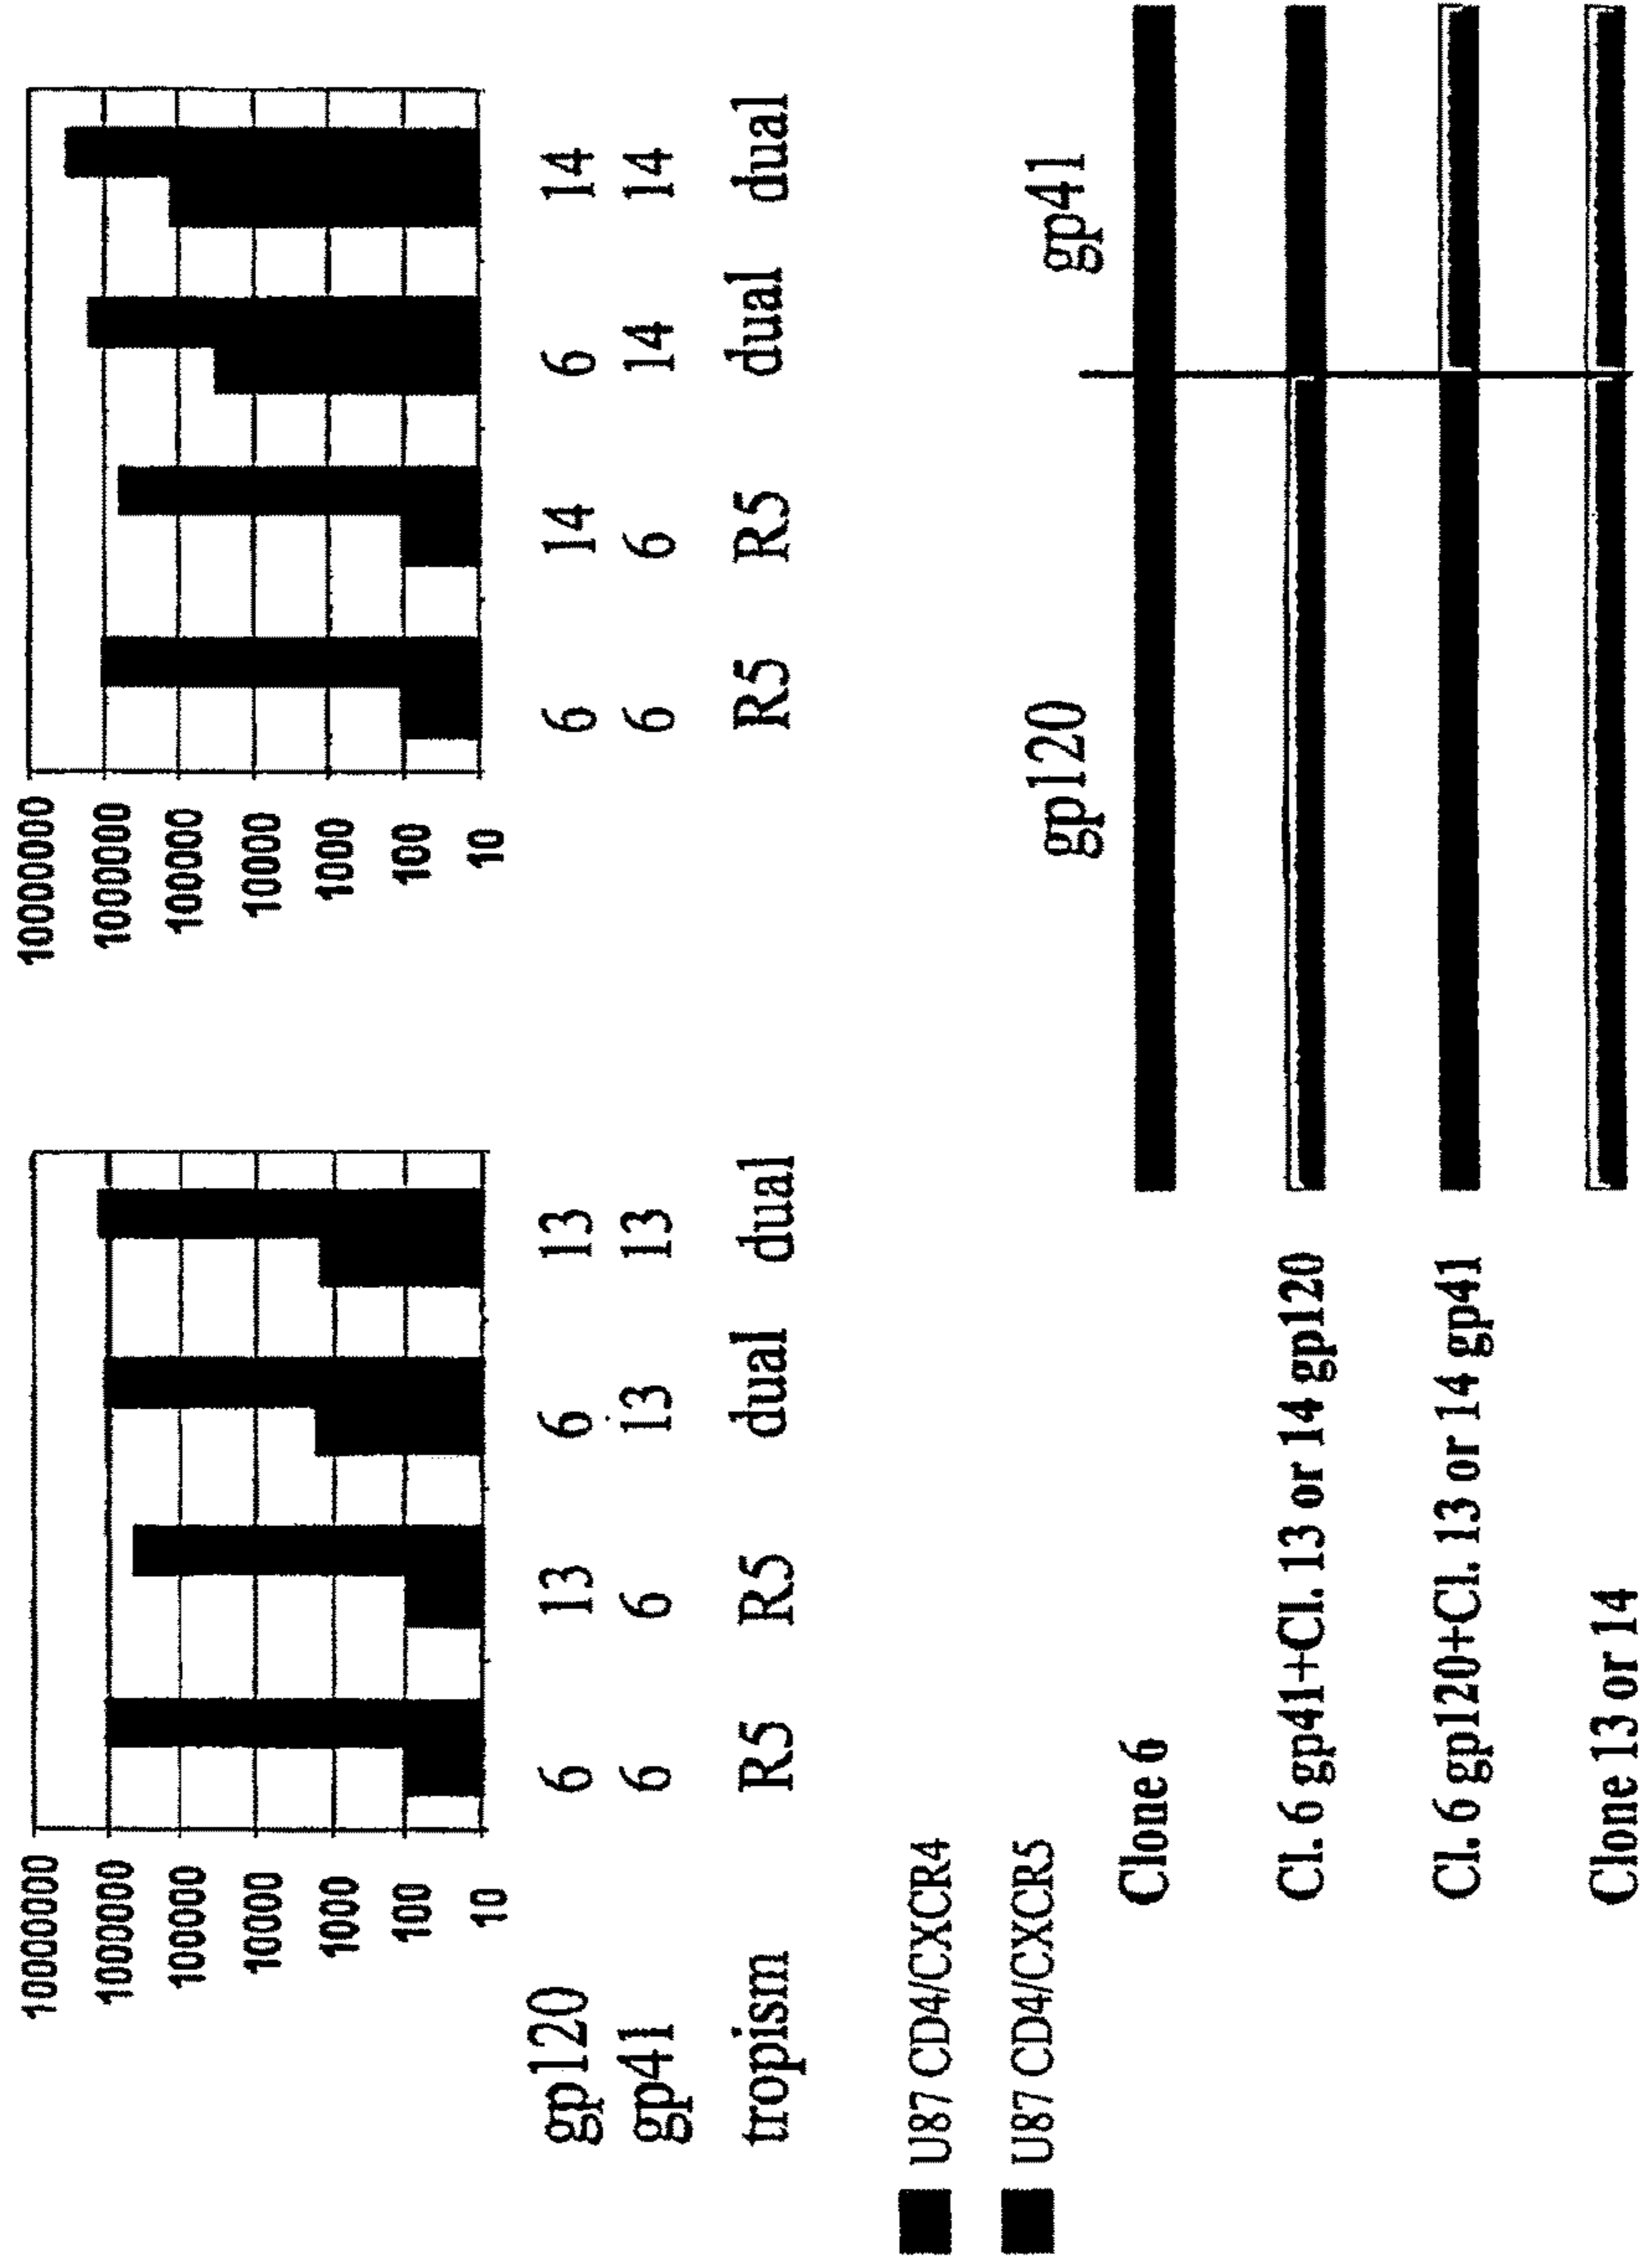 10000000
1000000
100000
10000
1000
100
10
gp120 6 13 6 13
gp41 6 6 13 13
tropism R5 R5 dual dual
10000000
1000000
100000
10000
1000
100
10
6 14 6 14
6 6 14 14
R5 R5 dual dual
U87 CD4/CXCR4
U87 CD4/CXCR5
gp120 gp41
Clone 6
Cl. 6 gp41+Cl. 13 or 14 gp120
Cl. 6 gp120+Cl. 13 or 14 gp41
Clone 13 or 14